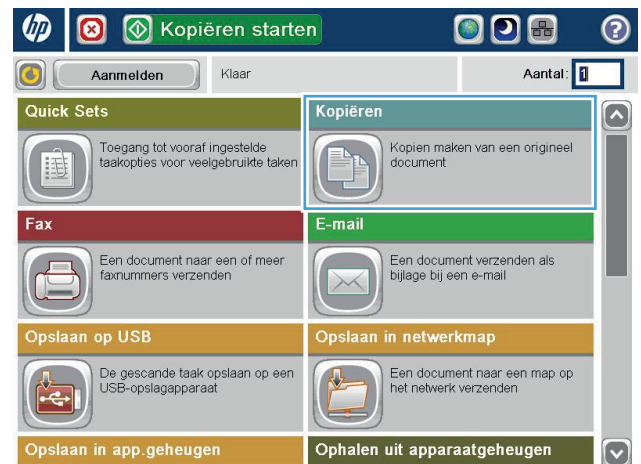 hp
Kopiëren starten
?
Aanmelden
Klaar
Aantal: 1
Quick Sets
Toegang tot vooraf ingestelde
taakopties voor veelgebruikte taken
Kopiëren
Kopien maken van een origineel
document
Fax
Een document naar een of meer
faxnummers verzenden
E-mail
Een document verzenden als
bijlage bij een e-mail
Opslaan op USB
De gescande taak opslaan op een
USB-opslagapparaat
Opslaan in netwerkmap
Een document naar een map op
het netwerk verzenden
Opslaan in app.geheugen
Ophalen uit apparaatgeheugen